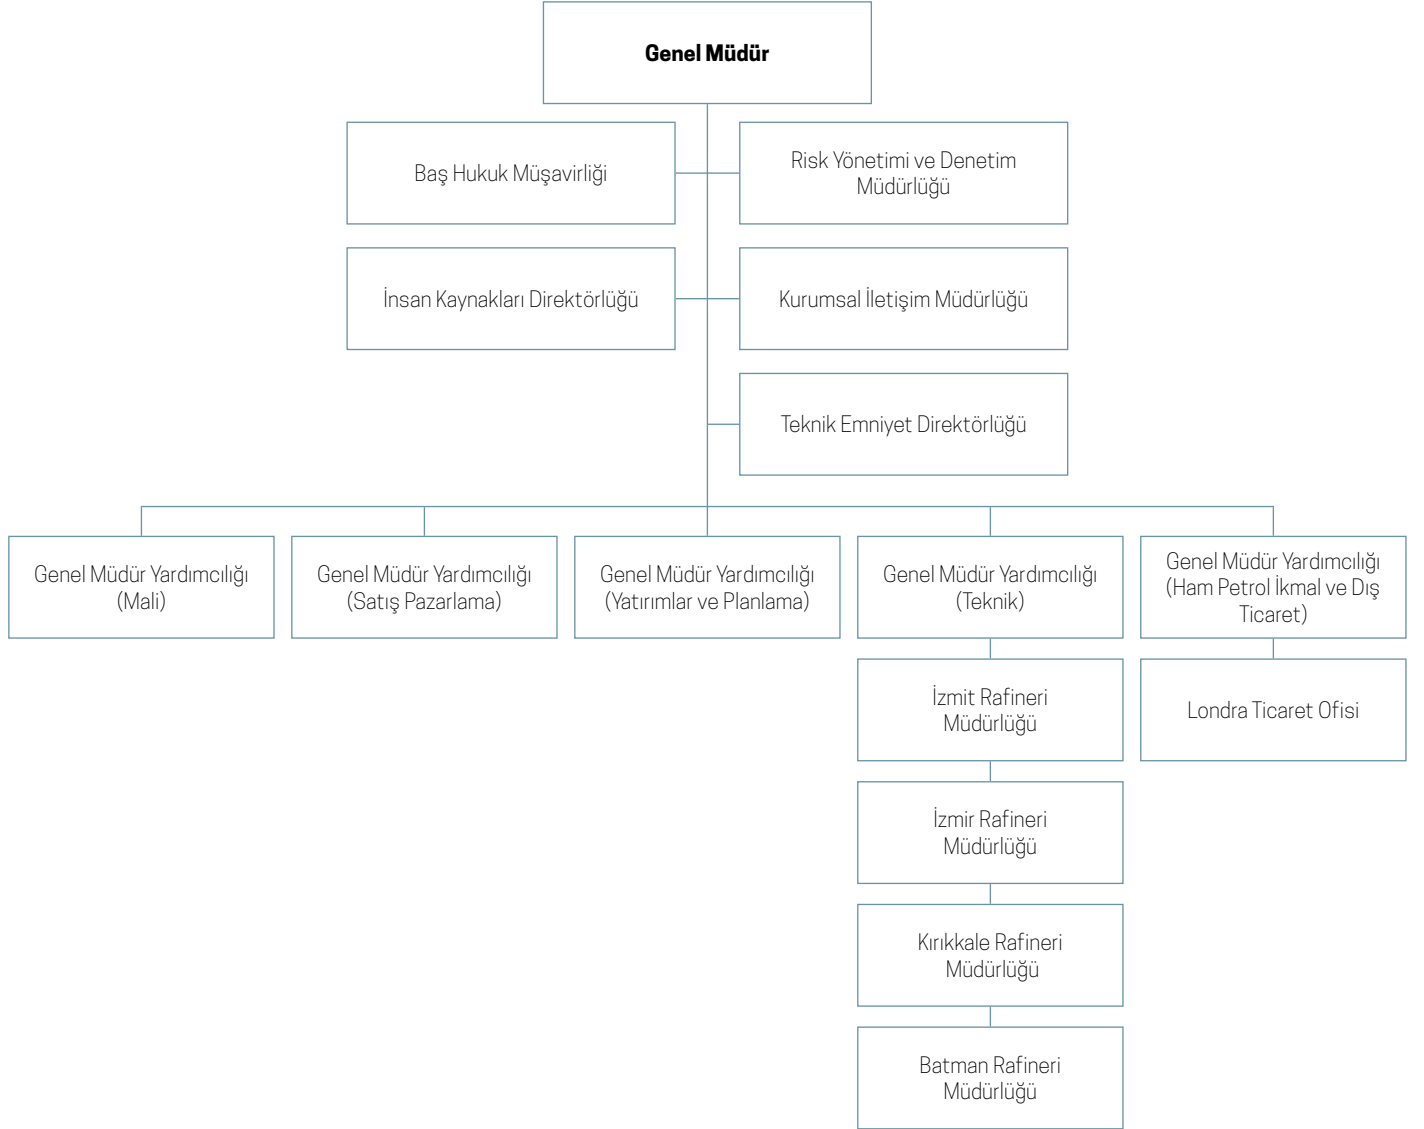 Genel Müdür
Baş Hukuk Müşavirliği
Risk Yönetimi ve Denetim
Müdürlüğü
İnsan Kaynakları Direktörlüğü
Kurumsal İletişim Müdürlüğü
Teknik Emniyet Direktörlüğü
Genel Müdür Yardımcılığı
(Mali)
Genel Müdür Yardımcılığı
(Satış Pazarlama)
Genel Müdür Yardımcılığı
(Yatırımlar ve Planlama)
Genel Müdür Yardımcılığı
(Teknik)
Genel Müdür Yardımcılığı
(Ham Petrol İkmal ve Dış
Ticaret)
İzmit Rafineri
Müdürlüğü
Londra Ticaret Ofisi
İzmir Rafineri
Müdürlüğü
Kırıkkale Rafineri
Müdürlüğü
Batman Rafineri
Müdürlüğü